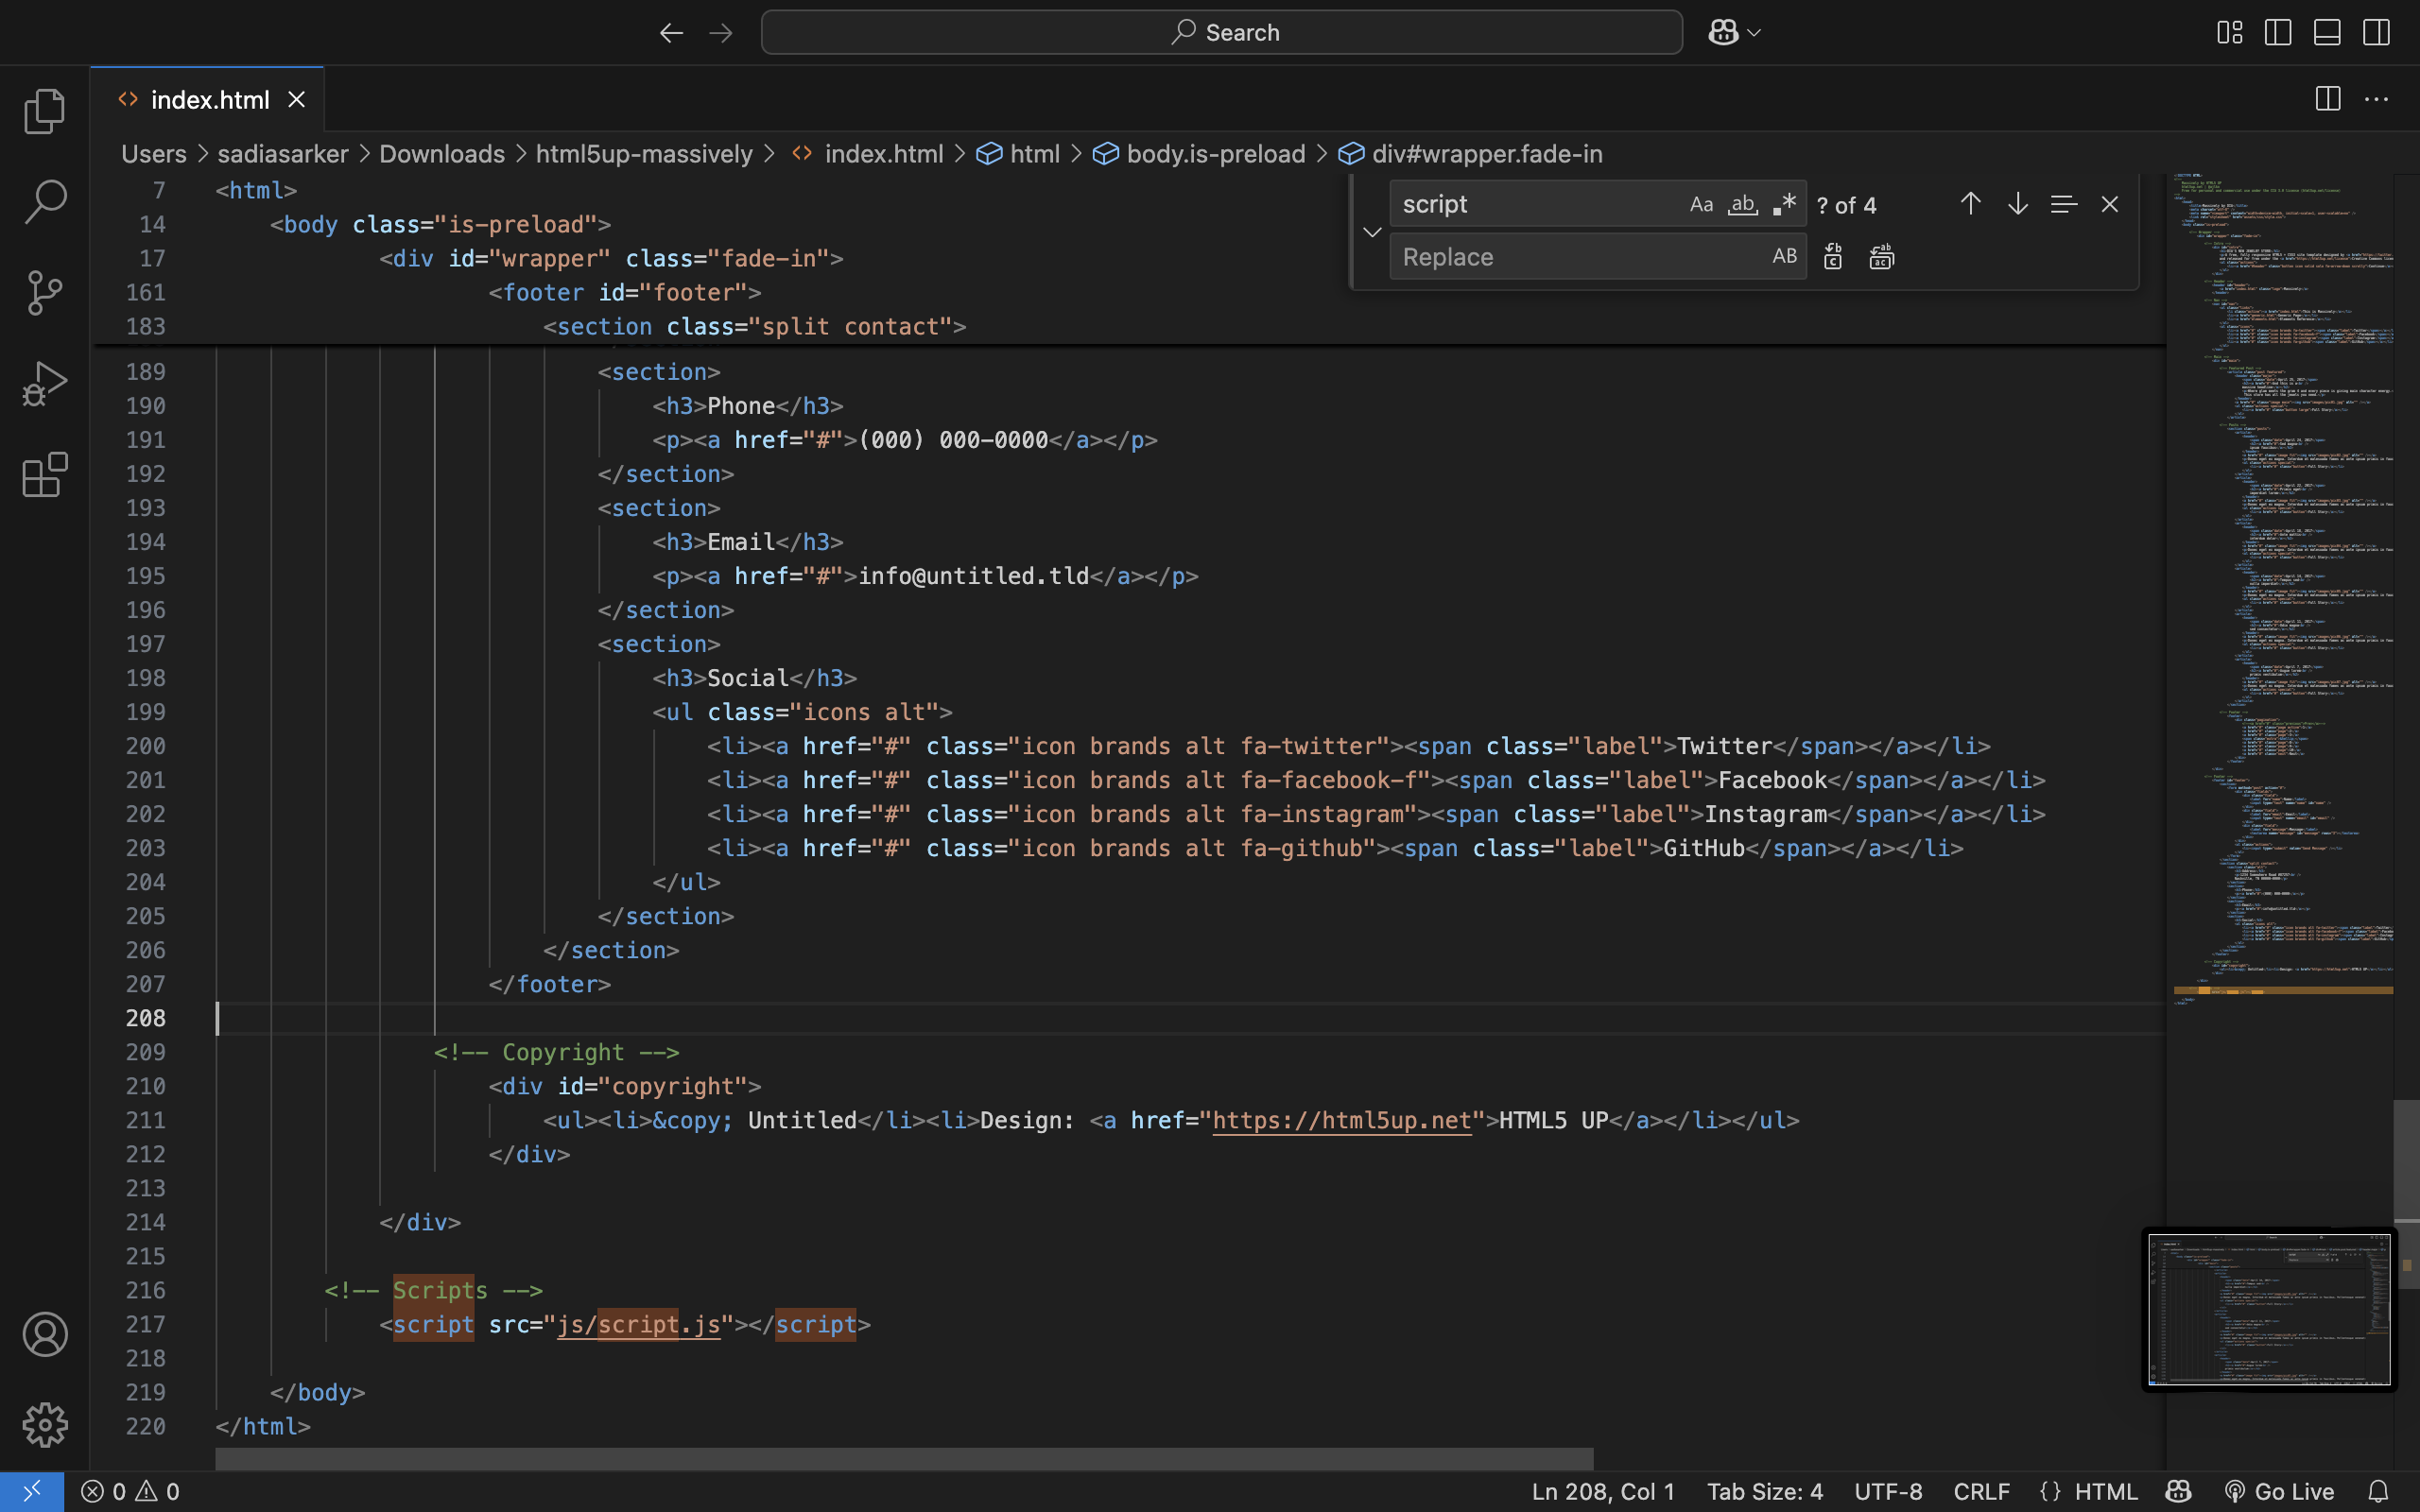 Search
index.html
Users > sadiasarker > Downloads > html5up-massively > index.html > html > body.is-preload > div#wrapper.fade-in
script Aa ab .* ? of 4
Replace AB
7 <html>
14 <body class="is-preload">
17 <div id="wrapper" class="fade-in">
161 <footer id="footer">
183 <section class="split contact">
189 <section>
190 <h3>Phone</h3>
191 <p><a href="#">(000) 000-0000</a></p>
192 </section>
193 <section>
194 <h3>Email</h3>
195 <p><a href="#">info@untitled.tld</a></p>
196 </section>
197 <section>
198 <h3>Social</h3>
199 <ul class="icons alt">
200 <li><a href="#" class="icon brands alt fa-twitter"><span class="label">Twitter</span></a></li>
201 <li><a href="#" class="icon brands alt fa-facebook-f"><span class="label">Facebook</span></a></li>
202 <li><a href="#" class="icon brands alt fa-instagram"><span class="label">Instagram</span></a></li>
203 <li><a href="#" class="icon brands alt fa-github"><span class="label">GitHub</span></a></li>
204 </ul>
205 </section>
206 </section>
207 </footer>
208
209 <!-- Copyright -->
210 <div id="copyright">
211 <ul><li>&copy; Untitled</li><li>Design: <a href="https://html5up.net">HTML5 UP</a></li></ul>
212 </div>
213
214 </div>
215
216 <!-- Scripts -->
217 <script src="js/script.js"></script>
218
219 </body>
220 </html>
0 0 Ln 208, Col 1 Tab Size: 4 UTF-8 CRLF {} HTML Go Live